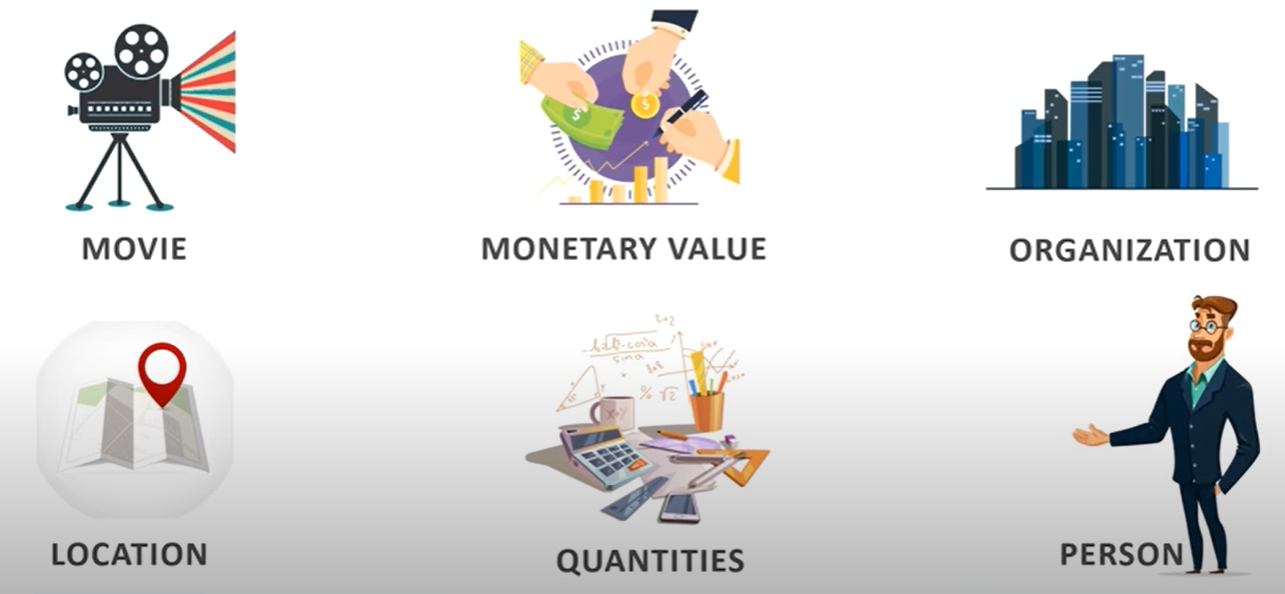 MOVIE
MONETARY VALUE
ORGANIZATION
LOCATION
QUANTITIES
PERSON